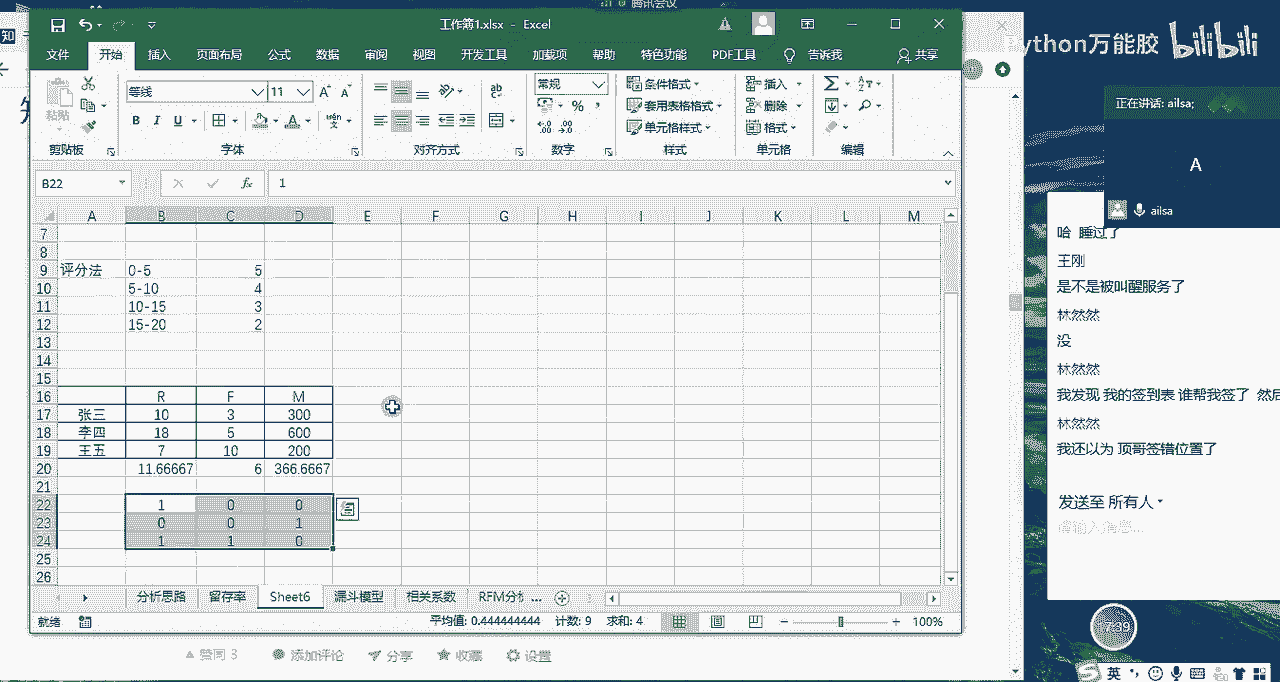 腾讯会议
工作簿1.xlsx - Excel
Python万能胶 bilibili
知
文件 开始 插入 页面布局 公式 数据 审阅 视图 开发工具 加载项 帮助 特色功能 PDF工具 告诉我 共享
粘贴 等线 11 常规 条件格式 插入
B I U 套用表格格式 删除
单元格样式 格式
剪贴板 字体 对齐方式 数字 样式 单元格 编辑
B22 fx 1
A B C D E F G H I J K L M
7
8
9 评分法 0-5 5
10 5-10 4
11 10-15 3
12 15-20 2
13
14
15
16 R F M
17 张三 10 3 300
18 李四 18 5 600
19 王五 7 10 200
20 11.66667 6 366.6667
21
22 1 0 0
23 0 0 1
24 1 1 0
25
26
分析思路 留存率 Sheet6 斗模型 相关系数 RFM分析 ...
就绪 平均值: 0.444444444 计数: 9 求和: 4 100%
赞同 3 添加评论 分享 收藏 设置
正在讲话: ailsa;
A
ailsa
哈 睡过了
王刚
是不是被叫醒服务了
林然然
没
林然然
我发现 我的签到表 谁帮我签了 然后
林然然
我还以为 顶哥签错位置了
发送至 所有人
请输入消息...
英